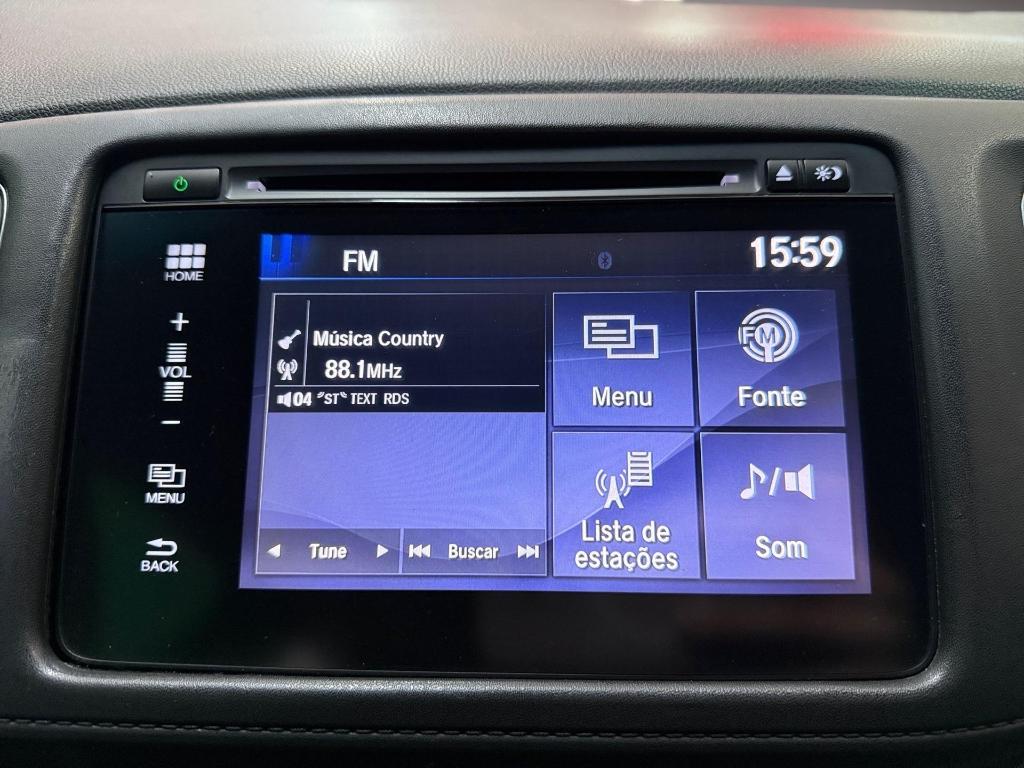 HOME
+
VOL
−
MENU
BACK
FM
15:59
Música Country
88.1MHz
04 "ST" TEXT RDS
Tune
Buscar
Menu
FM
Fonte
Lista de
estações
Som